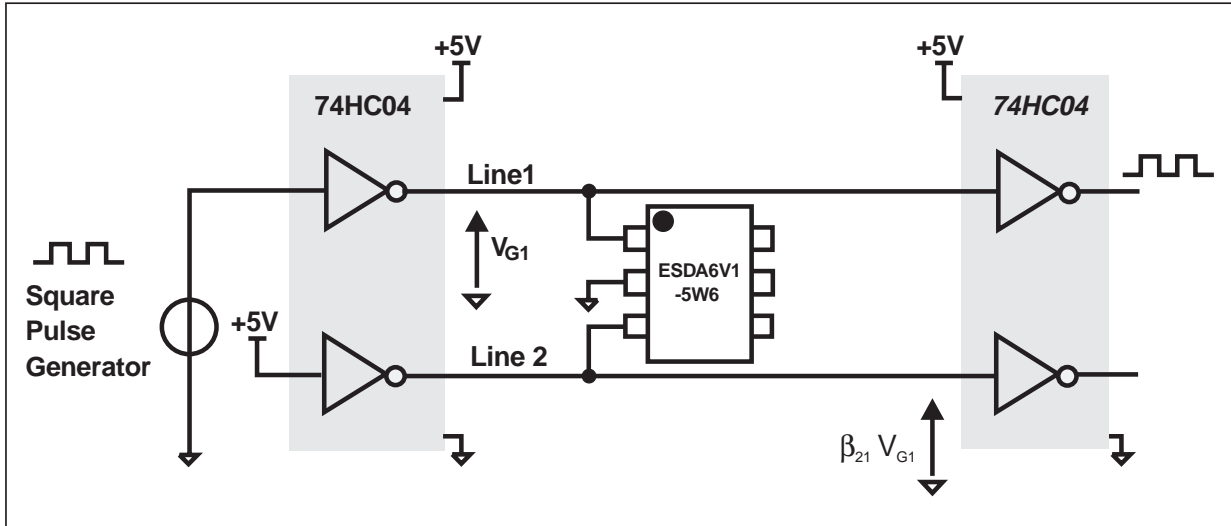 +5V
+5V
74HC04
74HC04
Line1
VG1
ESDA6V1
-5W6
Square
Pulse
Generator
+5V
Line 2
β21 VG1